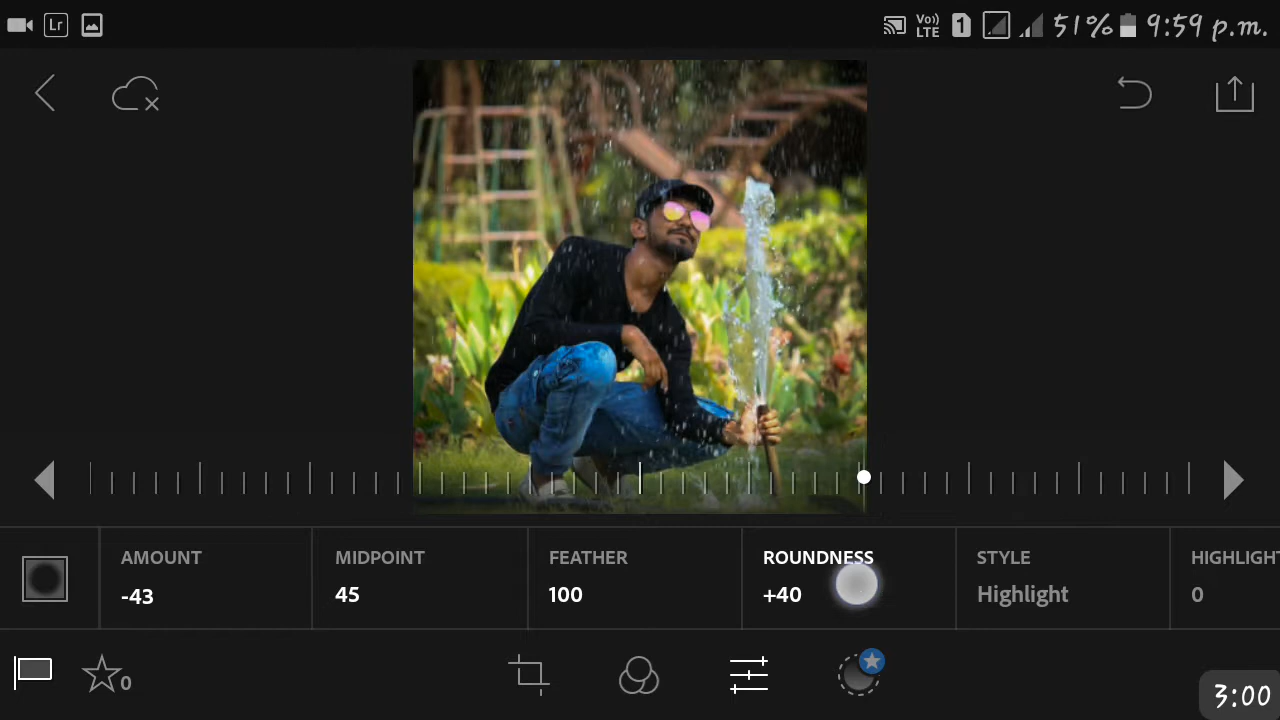 Lr Vo) LTE 1 51% 9:59 p.m.
AMOUNT MIDPOINT FEATHER ROUNDNESS STYLE HIGHLIGHT
-43 45 100 +40 Highlight 0
0
3:00